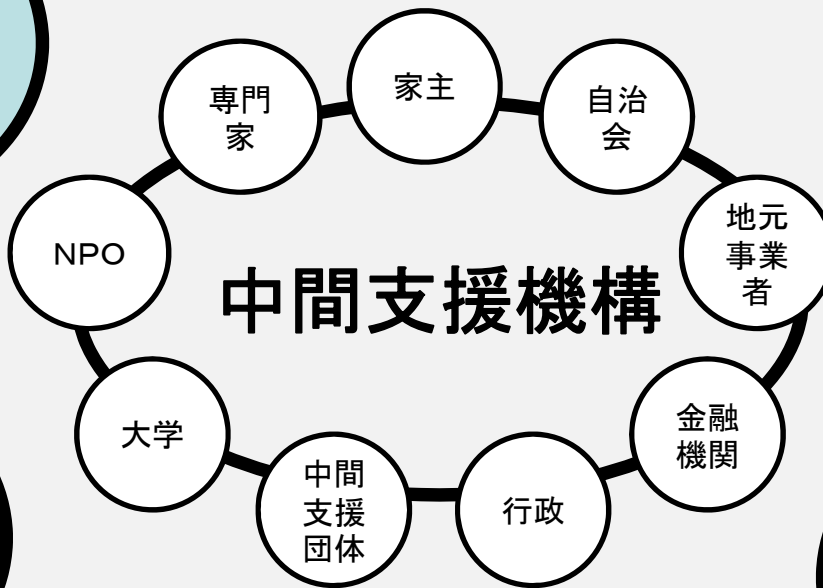 家主
専門
家
自治
会
地元
事業
者
NPO
中間支援機構
大学
金融
機関
中間
支援
団体
行政